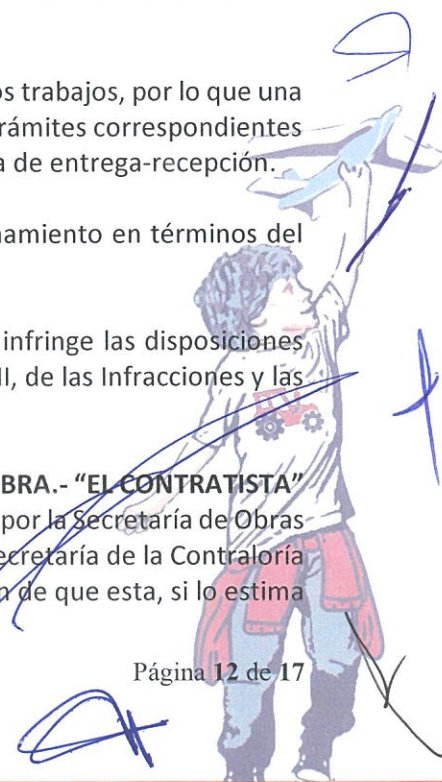 os trabajos, por lo que una
rámites correspondientes
a de entrega-recepción.
namiento en términos del
infringe las disposiciones
II, de las Infracciones y las
BRA.- “EL CONTRATISTA”
por la Secretaría de Obras
ecretaría de la Contraloría
n de que esta, si lo estima
Página 12 de 17